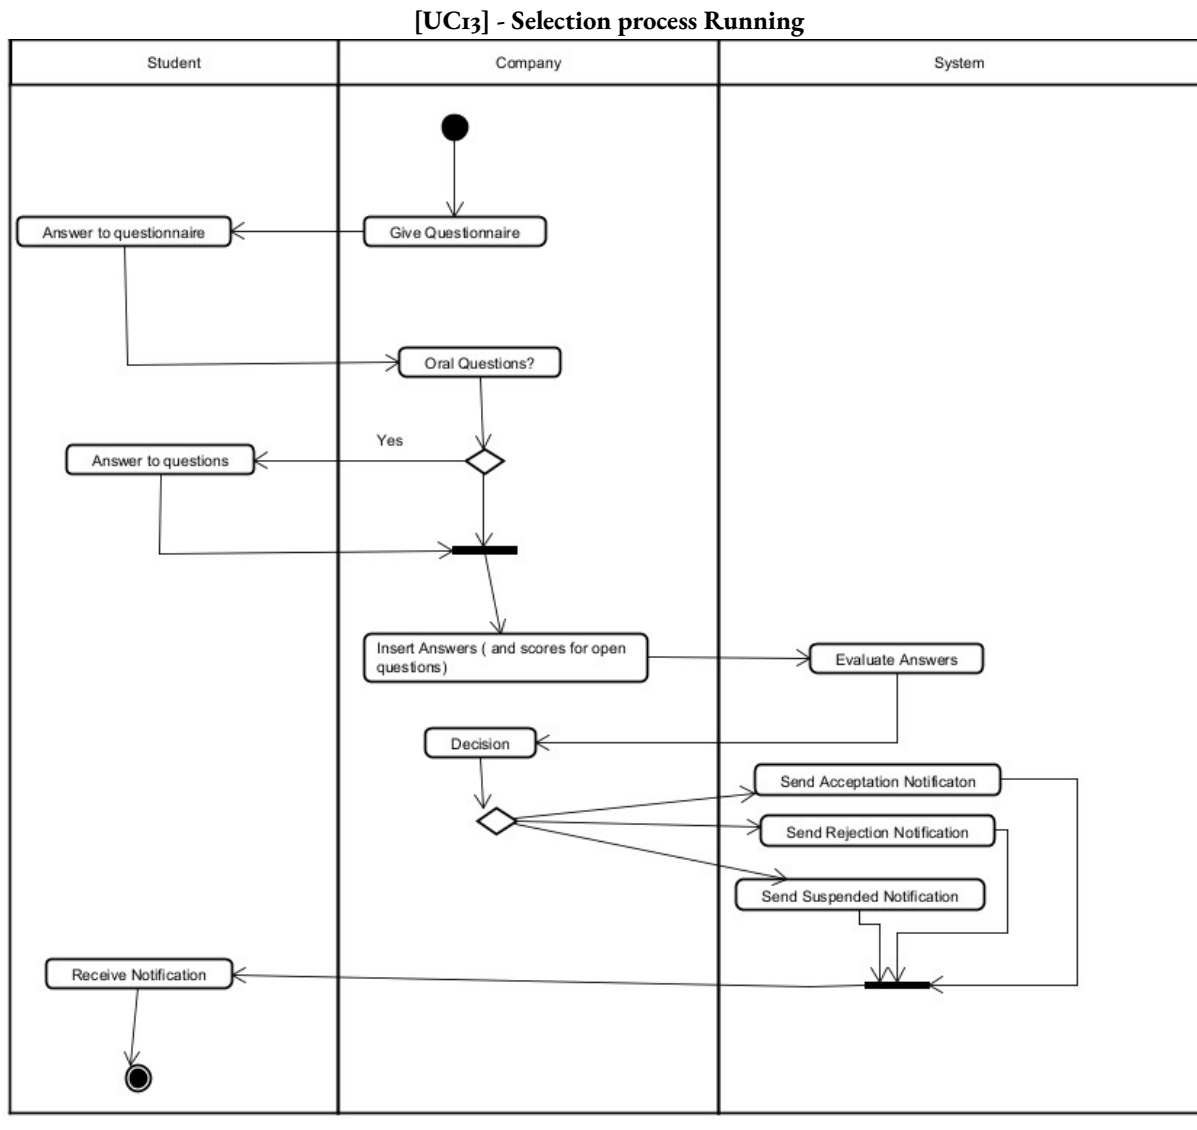 [UC13] - Selection process Running
Student
Company
System
Answer to questionnaire
Give Questionnaire
Oral Questions?
Yes
Answer to questions
Insert Answers ( and scores for open
questions)
Evaluate Answers
Decision
Send Acceptation Notificaton
Send Rejection Notification
Send Suspended Notification
Receive Notification